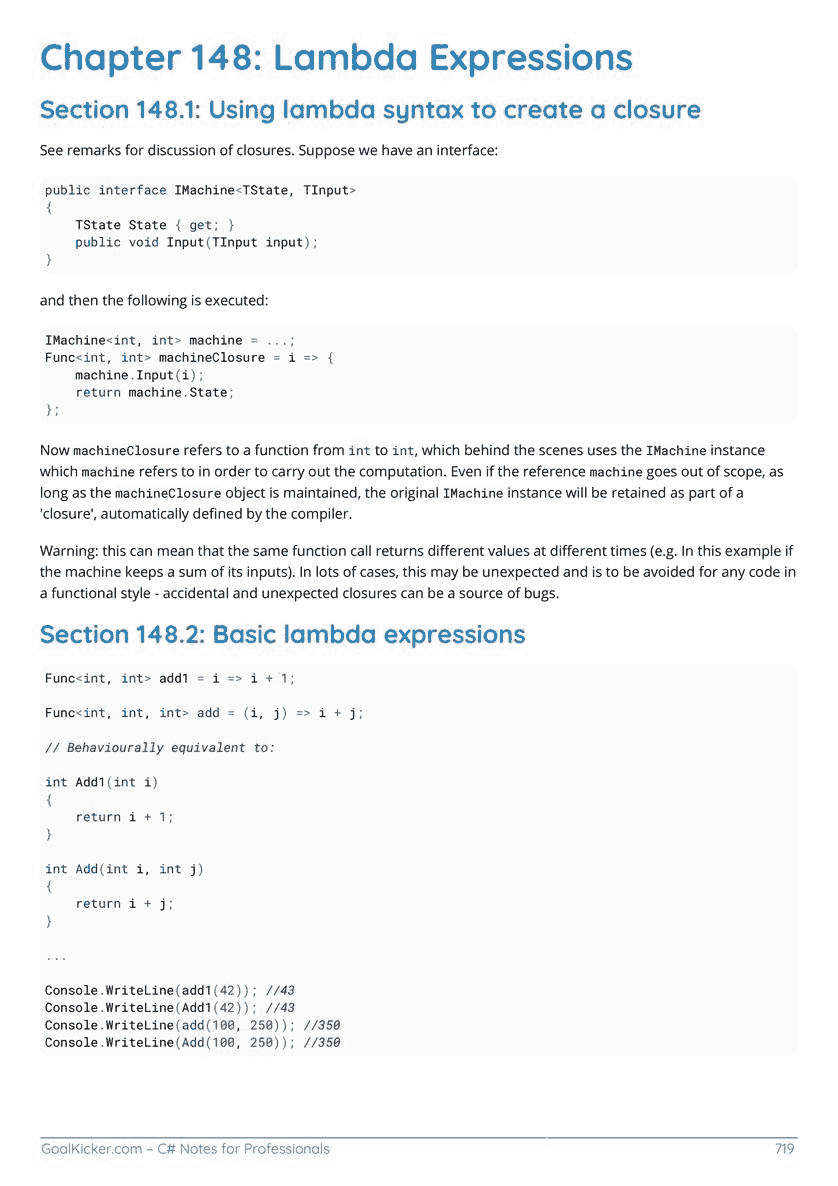 Chapter 148: Lambda Expressions
Section 148.1: Using lambda syntax to create a closure
See remarks for discussion of closures. Suppose we have an interface:
public interface IMachine<TState, TInput>
{
    TState State { get; }
    public void Input(TInput input);
}
and then the following is executed:
IMachine<int, int> machine = ...;
Func<int, int> machineClosure = i => {
    machine.Input(i);
    return machine.State;
};
Now machineClosure refers to a function from int to int, which behind the scenes uses the IMachine instance
which machine refers to in order to carry out the computation. Even if the reference machine goes out of scope, as
long as the machineClosure object is maintained, the original IMachine instance will be retained as part of a
'closure', automatically defined by the compiler.
Warning: this can mean that the same function call returns different values at different times (e.g. In this example if
the machine keeps a sum of its inputs). In lots of cases, this may be unexpected and is to be avoided for any code in
a functional style - accidental and unexpected closures can be a source of bugs.
Section 148.2: Basic lambda expressions
Func<int, int> add1 = i => i + 1;
Func<int, int, int> add = (i, j) => i + j;
// Behaviourally equivalent to:
int Add1(int i)
{
    return i + 1;
}
int Add(int i, int j)
{
    return i + j;
}
...
Console.WriteLine(add1(42)); //43
Console.WriteLine(Add1(42)); //43
Console.WriteLine(add(100, 250)); //350
Console.WriteLine(Add(100, 250)); //350
GoalKicker.com – C# Notes for Professionals 719